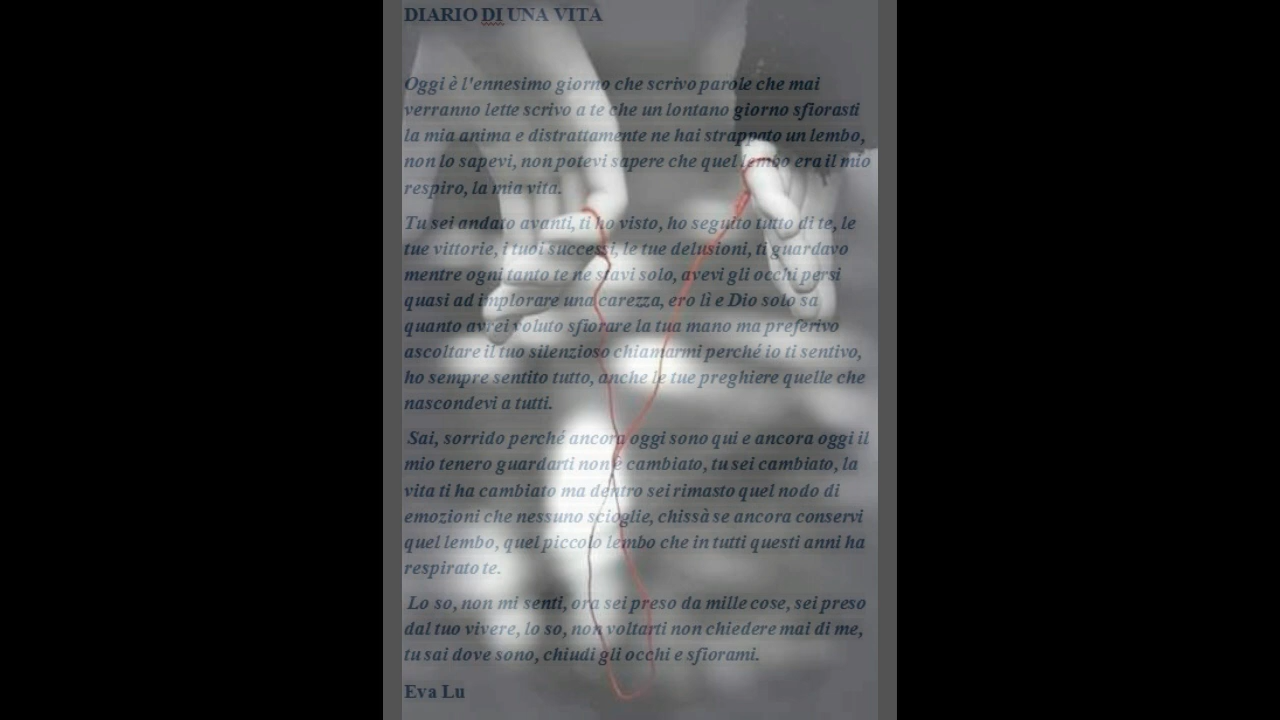 DIARIO DI UNA VITA
Oggi è l'ennesimo giorno che scrivo parole che mai
verranno lette scrivo a te che un lontano giorno sfiorasti
la mia anima e distrattamente ne hai strappato un lembo,
non lo sapevi, non potevi sapere che quel lembo era il mio
respiro, la mia vita.
Tu sei andato avanti, ti ho visto, ho seguito tutto di te, le
tue vittorie, i tuoi successi, le tue delusioni, ti guardavo
mentre ogni tanto te ne stavi solo, avevi gli occhi persi
quasi ad implorare una carezza, ero lì e Dio solo sa
quanto avrei voluto sfiorare la tua mano ma preferivo
ascoltare il tuo silenzioso chiamarmi perché io ti sentivo,
ho sempre sentito tutto, anche le tue preghiere quelle che
nascondevi a tutti.
Sai, sorrido perché ancora oggi sono qui e ancora oggi il
mio tenero guardarti non è cambiato, tu sei cambiato, la
vita ti ha cambiato ma dentro sei rimasto quel nodo di
emozioni che nessuno scioglie, chissà se ancora conservi
quel lembo, quel piccolo lembo che in tutti questi anni ha
respirato te.
Lo so, non mi senti, ora sei preso da mille cose, sei preso
dal tuo vivere, lo so, non voltarti non chiedere mai di me,
tu sai dove sono, chiudi gli occhi e sfiorami.
Eva Lu